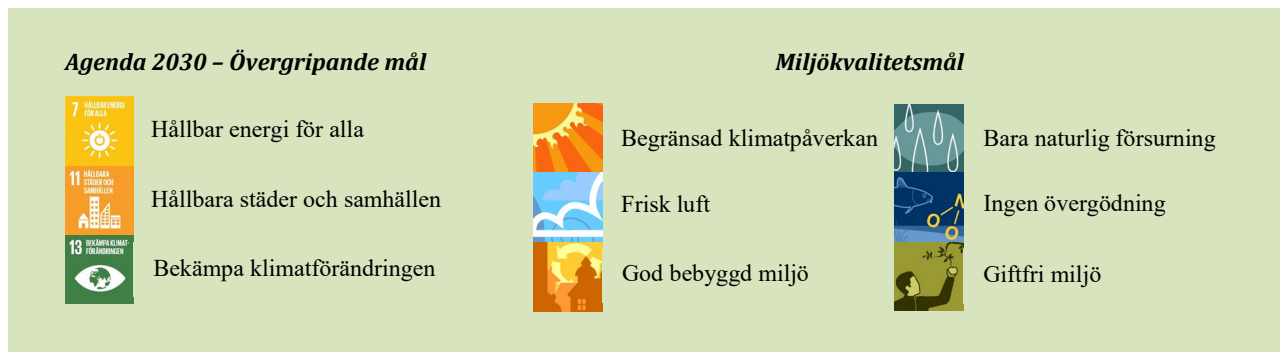 Agenda 2030 – Övergripande mål
7 HÅLLBAR ENERGI
FÖR ALLA
Hållbar energi för alla
11 HÅLLBARA
STÄDER OCH
SAMHÄLLEN
Hållbara städer och samhällen
13 BEKÄMPA KLIMAT-
FÖRÄNDRINGEN
Bekämpa klimatförändringen
Miljökvalitetsmål
Begränsad klimatpåverkan
Frisk luft
God bebyggd miljö
Bara naturlig försurning
N
O
O
Ingen övergödning
Giftfri miljö